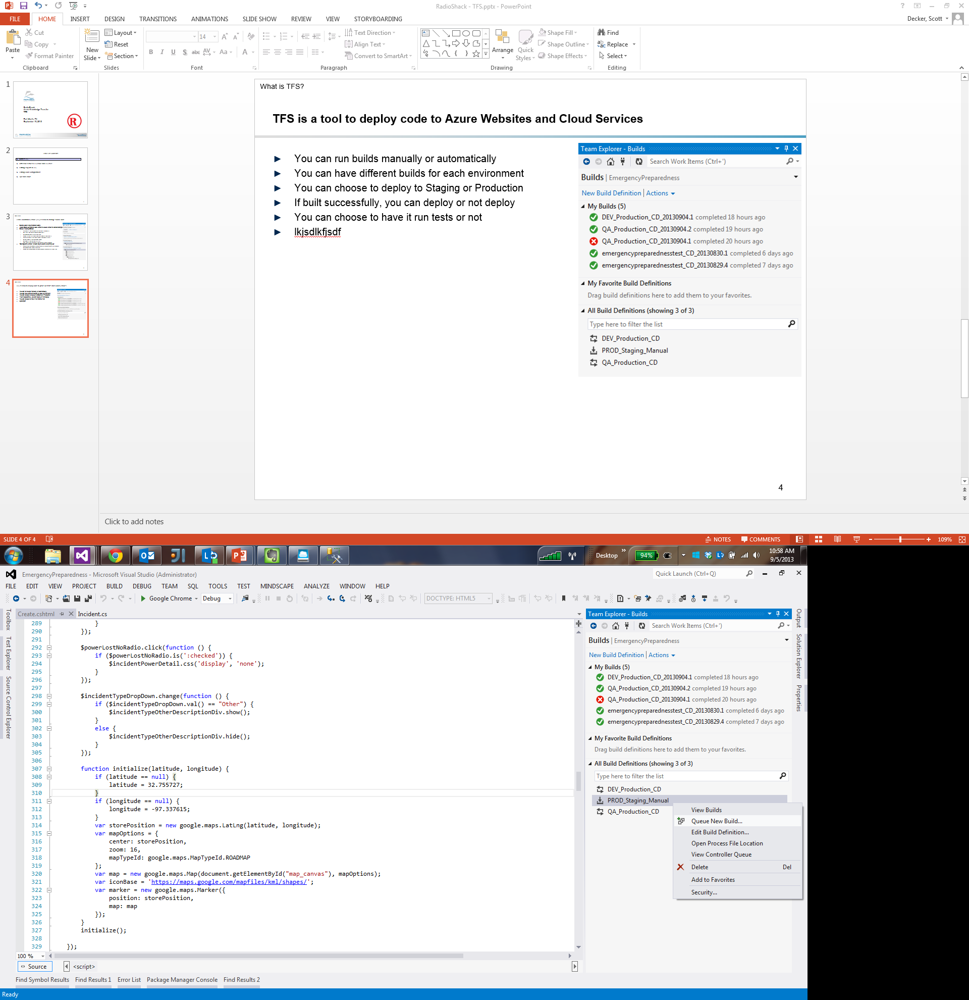 RadioShack - TFS.pptx - PowerPoint
FILE HOME INSERT DESIGN TRANSITIONS ANIMATIONS SLIDE SHOW REVIEW VIEW STORYBOARDING
Decker, Scott
Paste Cut Copy Format Painter
New Slide Layout Reset Section
14
Text Direction Align Text Convert to SmartArt
Arrange Quick Styles Shape Fill Shape Outline Shape Effects
Find Replace Select
Clipboard Slides Font Paragraph Drawing Editing
1
2
3
4
What is TFS?
TFS is a tool to deploy code to Azure Websites and Cloud Services
You can run builds manually or automatically
You can have different builds for each environment
You can choose to deploy to Staging or Production
If built successfully, you can deploy or not deploy
You can choose to have it run tests or not
lkjsdlkfjsdf
Team Explorer - Builds
Search Work Items (Ctrl+')
Builds | EmergencyPreparedness
New Build Definition | Actions
My Builds (5)
DEV_Production_CD_20130904.1 completed 18 hours ago
QA_Production_CD_20130904.2 completed 19 hours ago
QA_Production_CD_20130904.1 completed 20 hours ago
emergencypreparednesstest_CD_20130830.1 completed 6 days ago
emergencypreparednesstest_CD_20130829.4 completed 7 days ago
My Favorite Build Definitions
Drag build definitions here to add them to your favorites.
All Build Definitions (showing 3 of 3)
Type here to filter the list
DEV_Production_CD
PROD_Staging_Manual
QA_Production_CD
4
Click to add notes
SLIDE 4 OF 4 NOTES COMMENTS 109%
Desktop 94% 10:58 AM
9/5/2013
EmergencyPreparedness - Microsoft Visual Studio (Administrator)
Quick Launch (Ctrl+Q)
FILE EDIT VIEW PROJECT BUILD DEBUG TEAM SQL TOOLS TEST MINDSCAPE ANALYZE WINDOW HELP
Google Chrome Debug DOCTYPE: HTML5
Toolbox
Test Explorer
Source Control Explorer
Create.cshtml Incident.cs
289 }
290 });
291
292 $powerLostNoRadio.click(function () {
293 if ($powerLostNoRadio.is(':checked')) {
294 $incidentPowerDetail.css('display', 'none');
295 }
296 });
297
298 $incidentTypeDropDown.change(function () {
299 if ($incidentTypeDropDown.val() == "Other") {
300 $incidentTypeOtherDescriptionDiv.show();
301 }
302 else {
303 $incidentTypeOtherDescriptionDiv.hide();
304 }
305 });
306
307 function initialize(latitude, longitude) {
308 if (latitude == null) {
309 latitude = 32.755727;
310 }
311 if (longitude == null) {
312 longitude = -97.337615;
313 }
314 var storePosition = new google.maps.LatLng(latitude, longitude);
315 var mapOptions = {
316 center: storePosition,
317 zoom: 16,
318 mapTypeId: google.maps.MapTypeId.ROADMAP
319 };
320 var map = new google.maps.Map(document.getElementById("map_canvas"), mapOptions);
321 var iconBase = 'https://maps.google.com/mapfiles/kml/shapes/';
322 var marker = new google.maps.Marker({
323 position: storePosition,
324 map: map
325 });
326 }
327 initialize();
328
329 });
100 %
Source <script>
Find Symbol Results Find Results 1 Error List Package Manager Console Find Results 2
Ready
Team Explorer - Builds
Search Work Items (Ctrl+')
Builds | EmergencyPreparedness
New Build Definition | Actions
My Builds (5)
DEV_Production_CD_20130904.1 completed 18 hours ago
QA_Production_CD_20130904.2 completed 19 hours ago
QA_Production_CD_20130904.1 completed 20 hours ago
emergencypreparednesstest_CD_20130830.1 completed 6 days ago
emergencypreparednesstest_CD_20130829.4 completed 7 days ago
My Favorite Build Definitions
Drag build definitions here to add them to your favorites.
All Build Definitions (showing 3 of 3)
Type here to filter the list
DEV_Production_CD
PROD_Staging_Manual
QA_Production_CD
View Builds
Queue New Build...
Edit Build Definition...
Open Process File Location
View Controller Queue
Delete Del
Add to Favorites
Security...
Output
Solution Explorer
Properties